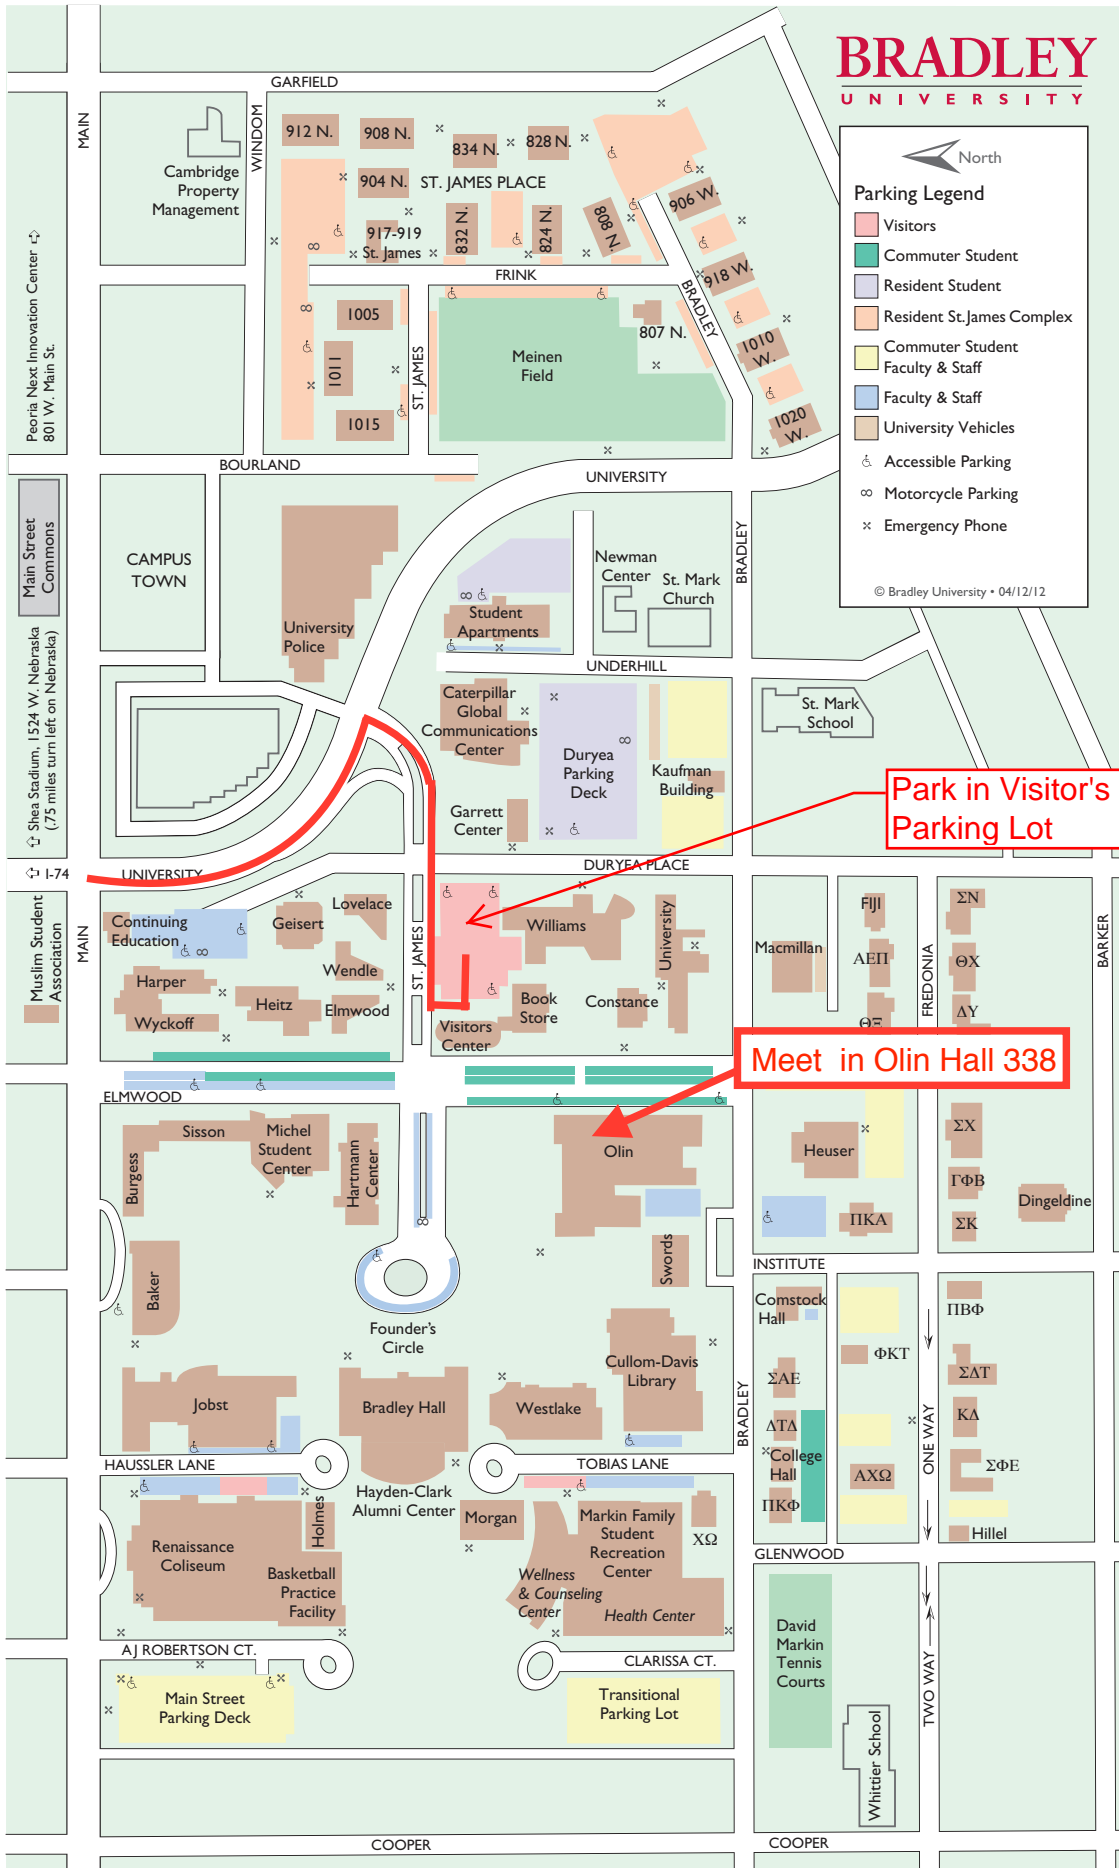 BRADLEY
UNIVERSITY
North
Parking Legend
Visitors
Commuter Student
Resident Student
Resident St.James Complex
Commuter Student
Faculty & Staff
Faculty & Staff
University Vehicles
Accessible Parking
Motorcycle Parking
Emergency Phone
© Bradley University • 04/12/12
GARFIELD
MAIN
WINDOM
Cambridge
Property
Management
912 N.
908 N.
834 N.
828 N.
904 N.
ST. JAMES PLACE
917-919
St. James
832 N.
824 N.
808 N.
906 W.
918 W.
FRINK
BRADLEY
1010
W.
1020
W.
807 N.
1005
1011
1015
ST. JAMES
Meinen
Field
Peoria Next Innovation Center
801 W. Main St.
BOURLAND
UNIVERSITY
Main Street
Commons
CAMPUS
TOWN
University
Police
Student
Apartments
Newman
Center
St. Mark
Church
BRADLEY
UNDERHILL
Shea Stadium, 1524 W. Nebraska
(.75 miles turn left on Nebraska)
Caterpillar
Global
Communications
Center
Duryea
Parking
Deck
Kaufman
Building
Garrett
Center
St. Mark
School
Park in Visitor's
Parking Lot
I-74
UNIVERSITY
DURYEA PLACE
Muslim Student
Association
MAIN
Continuing
Education
Geisert
Lovelace
Wendle
Harper
Heitz
Elmwood
Wyckoff
ST. JAMES
Williams
University
Book
Store
Constance
Visitors
Center
Macmillan
FIJI
ΑΕΠ
ΘΞ
FREDONIA
ΣΝ
ΘΧ
ΔΥ
BARKER
Meet in Olin Hall 338
ELMWOOD
Sisson
Burgess
Michel
Student
Center
Hartmann
Center
Olin
Swords
Heuser
ΠΚΑ
ΣΧ
ΓΦΒ
ΣΚ
Dingeldine
Baker
Founder's
Circle
INSTITUTE
Comstock
Hall
ΠΒΦ
ΦΚΤ
ΣΑΕ
ΣΔΤ
Cullom-Davis
Library
Jobst
Bradley Hall
Westlake
BRADLEY
ΔΤΔ
ΚΔ
College
Hall
ΑΧΩ
ΣΦΕ
ΠΚΦ
ONE WAY
Hillel
HAUSSLER LANE
TOBIAS LANE
Hayden-Clark
Alumni Center
Holmes
Renaissance
Coliseum
Basketball
Practice
Facility
Morgan
Markin Family
Student
Recreation
Center
ΧΩ
Wellness
& Counseling
Center
Health Center
GLENWOOD
David
Markin
Tennis
Courts
TWO WAY
Whittier School
AJ ROBERTSON CT.
CLARISSA CT.
Main Street
Parking Deck
Transitional
Parking Lot
COOPER
COOPER